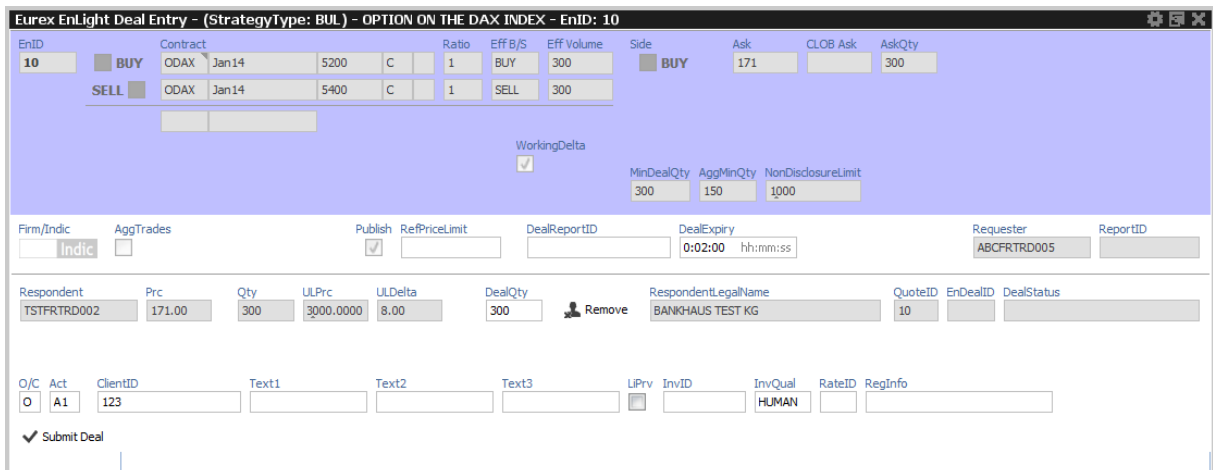 Eurex EnLight Deal Entry - (StrategyType: BUL) - OPTION ON THE DAX INDEX - EnID: 10
EnID Contract Ratio Eff B/S Eff Volume Side Ask CLOB Ask AskQty
10 BUY ODAX Jan14 5200 C 1 BUY 300 BUY 171 300
SELL ODAX Jan14 5400 C 1 SELL 300
WorkingDelta
MinDealQty AggMinQty NonDisclosureLimit
300 150 1000
Firm/Indic AggTrades Publish RefPriceLimit DealReportID DealExpiry Requester ReportID
Indic 0:02:00 hh:mm:ss ABCFRTRD005
Respondent Prc Qty ULPrc ULDelta DealQty RespondentLegalName QuoteID EnDealID DealStatus
TSTFRTRD002 171.00 300 3000.0000 8.00 300 Remove BANKHAUS TEST KG 10
O/C Act ClientID Text1 Text2 Text3 LiPrv InvID InvQual RateID RegInfo
O A1 123 HUMAN
Submit Deal